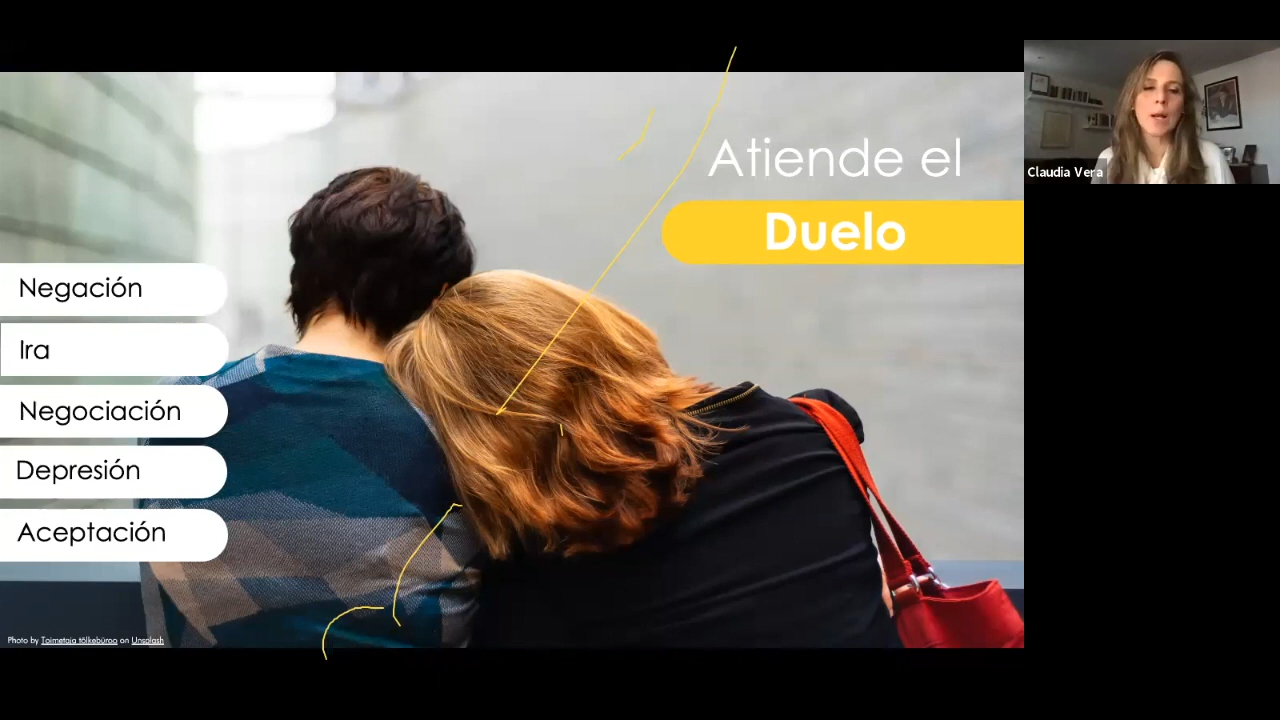 Atiende el
Duelo
Negación
Ira
Negociación
Depresión
Aceptación
Photo by Toimetaja tõlkebüroo on Unsplash
Claudia Vera